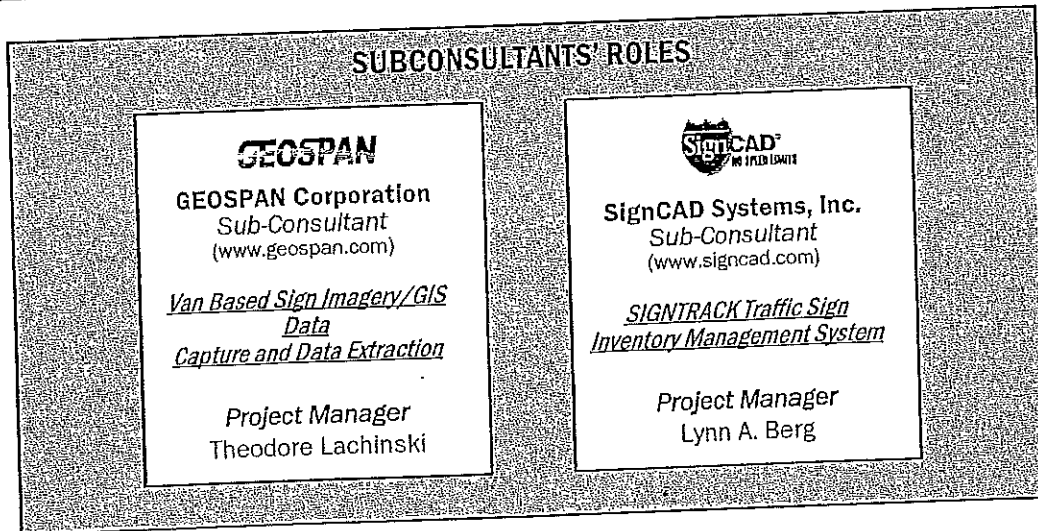 SUBCONSULTANTS' ROLES
GEOSPAN
GEOSPAN Corporation
Sub-Consultant
(www.geospan.com)
Van Based Sign Imagery/GIS
Data
Capture and Data Extraction
Project Manager
Theodore Lachinski
SignCAD
SignCAD Systems, Inc.
Sub-Consultant
(www.signcad.com)
SIGNTRACK Traffic Sign
Inventory Management System
Project Manager
Lynn A. Berg